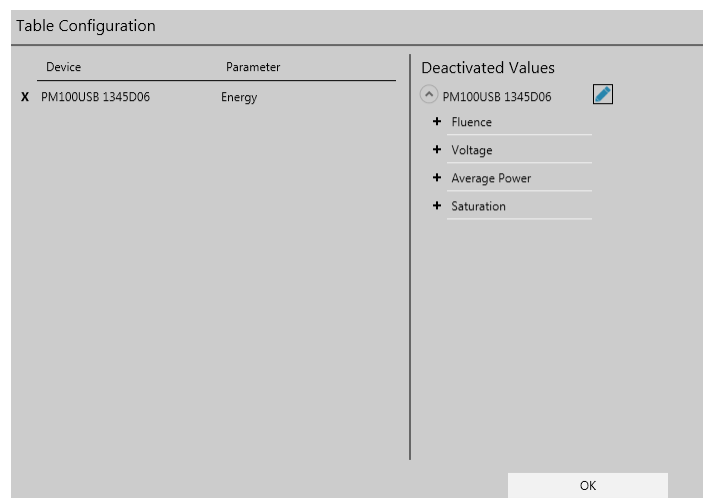 Table Configuration
Device Parameter
X PM100USB 1345D06 Energy
Deactivated Values
PM100USB 1345D06
+ Fluence
+ Voltage
+ Average Power
+ Saturation
OK